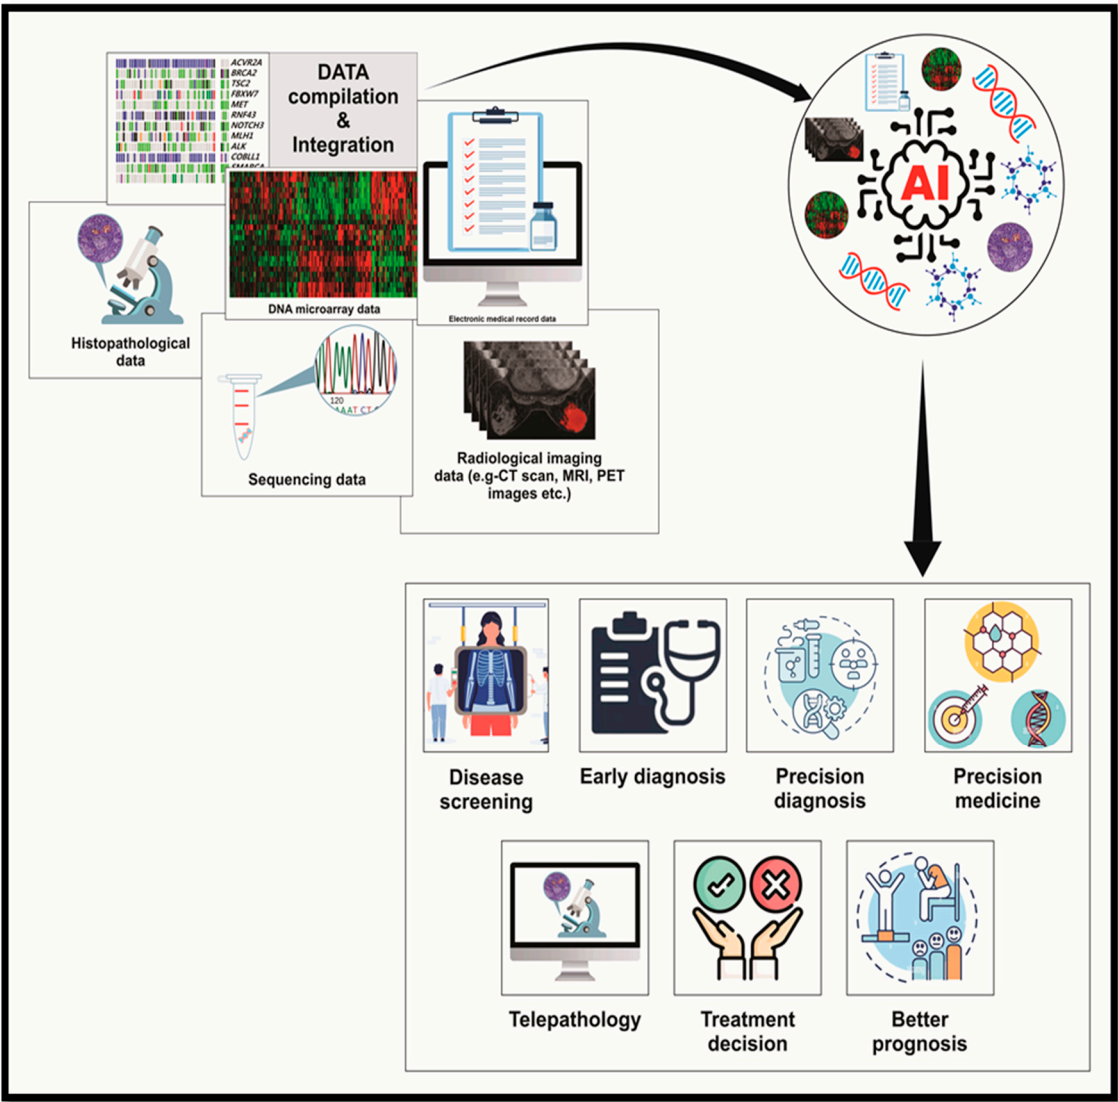 ACVR2A
BRCA2
TSC2
FBXW7
MET
RNF43
NOTCH3
MLH1
ALK
COBLL1
DATA
compilation
&
Integration
DNA microarray data
Electronic medical record data
Histopathological
data
120
AAAT CT
Sequencing data
Radiological imaging
data (e.g-CT scan, MRI, PET
images etc.)
AI
Disease
screening
Early diagnosis
Precision
diagnosis
Precision
medicine
Telepathology
Treatment
decision
Better
prognosis